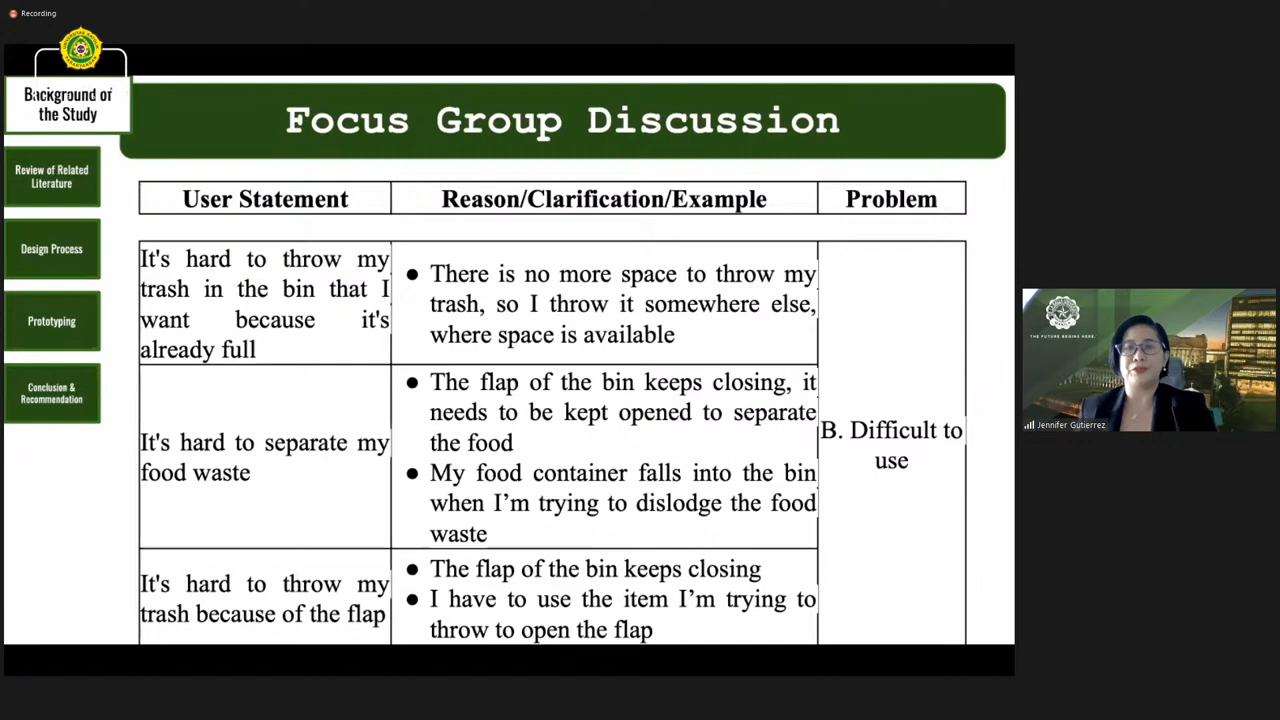 Recording
Background of
the Study
Focus Group Discussion
Review of Related
Literature
Design Process
Prototyping
Conclusion &
Recommendation
User Statement
Reason/Clarification/Example
Problem
It's hard to throw my
trash in the bin that I
want because it's
already full
● There is no more space to throw my
trash, so I throw it somewhere else,
where space is available
It's hard to separate my
food waste
● The flap of the bin keeps closing, it
needs to be kept opened to separate
the food
● My food container falls into the bin
when I'm trying to dislodge the food
waste
It's hard to throw my
trash because of the flap
● The flap of the bin keeps closing
● I have to use the item I'm trying to
throw to open the flap
B. Difficult to
use
THE FUTURE BEGINS HERE.
Jennifer Gutierrez